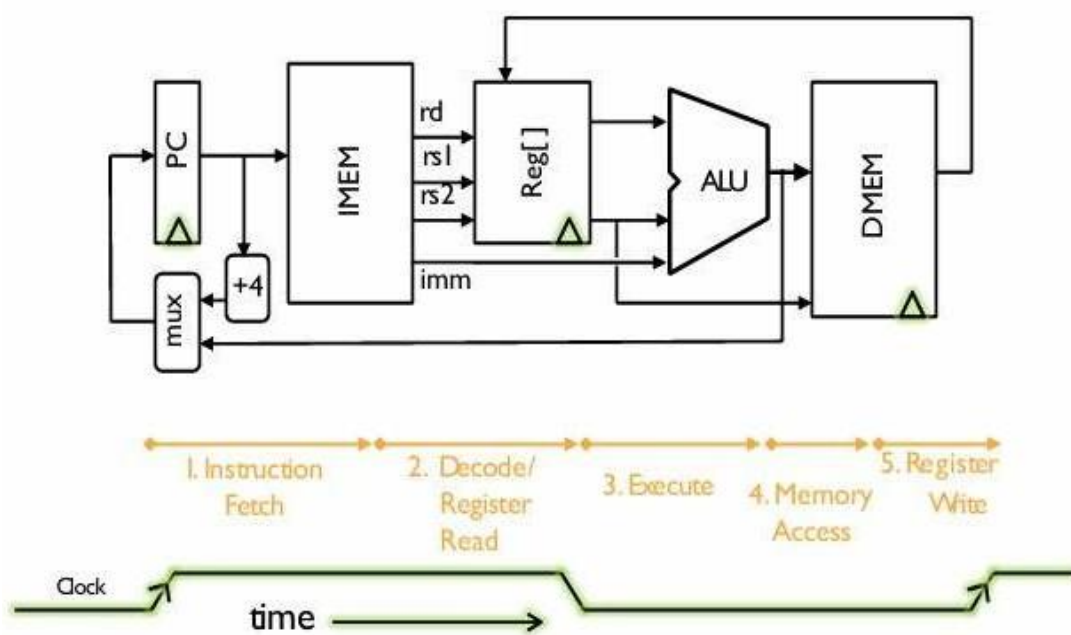 PC
IMEM
rd
rs1
rs2
imm
Reg[ ]
ALU
DMEM
+4
mux
1. Instruction
Fetch
2. Decode/
Register
Read
3. Execute
4. Memory
Access
5. Register
Write
Clock
time